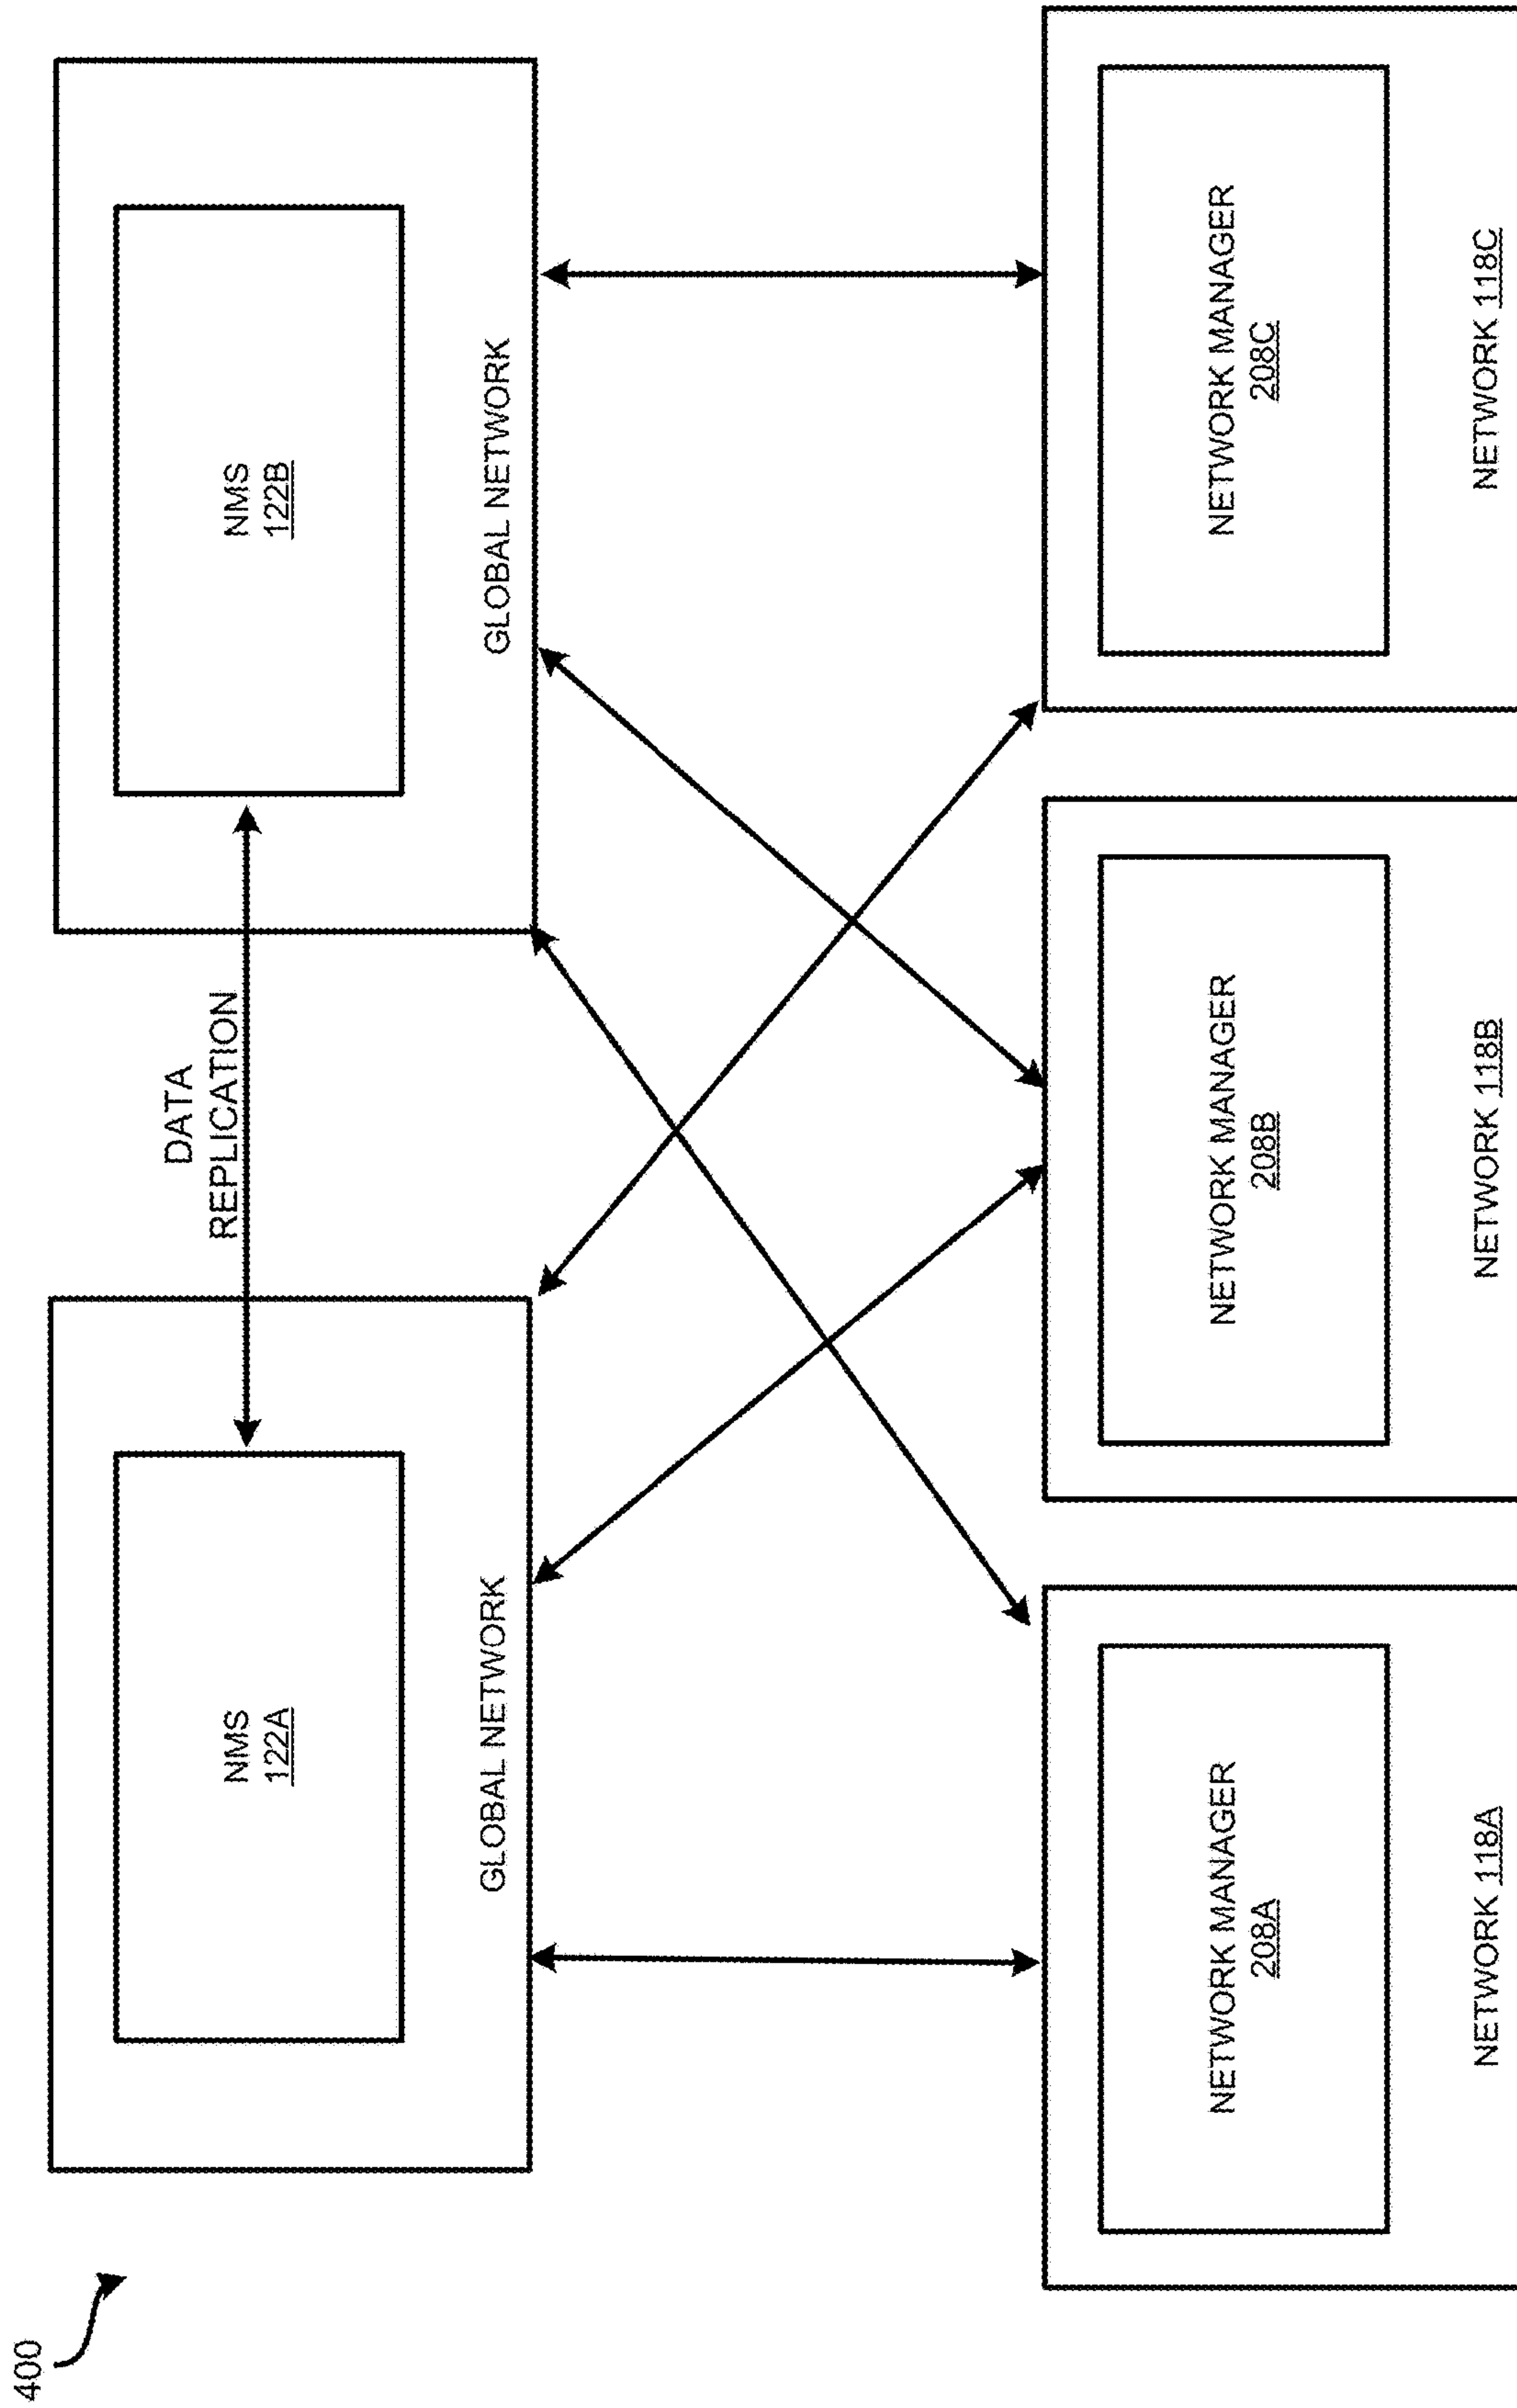 400
DATA
REPLICATION
NMS
122A
GLOBAL NETWORK
NMS
122B
GLOBAL NETWORK
NETWORK MANAGER
208A
NETWORK 118A
NETWORK MANAGER
208B
NETWORK 118B
NETWORK MANAGER
208C
NETWORK 118C